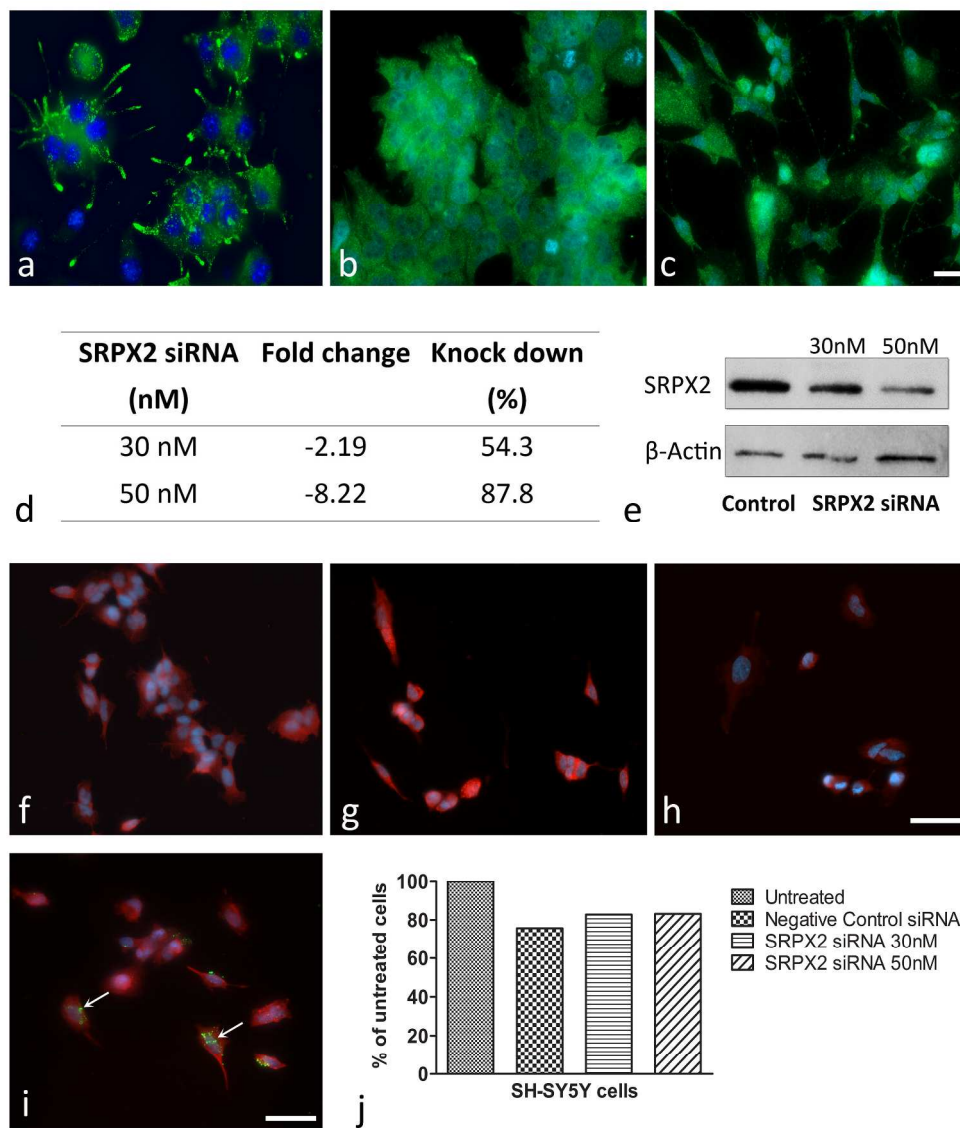 a
b
c
SRPX2 siRNA Fold change Knock down
(nM) (%)
30 nM -2.19 54.3
50 nM -8.22 87.8
d
30nM 50nM
SRPX2
β-Actin
Control SRPX2 siRNA
e
f
g
h
i
100
80
60
40
20
0
% of untreated cells
SH-SY5Y cells
Untreated
Negative Control siRNA
SRPX2 siRNA 30nM
SRPX2 siRNA 50nM
j